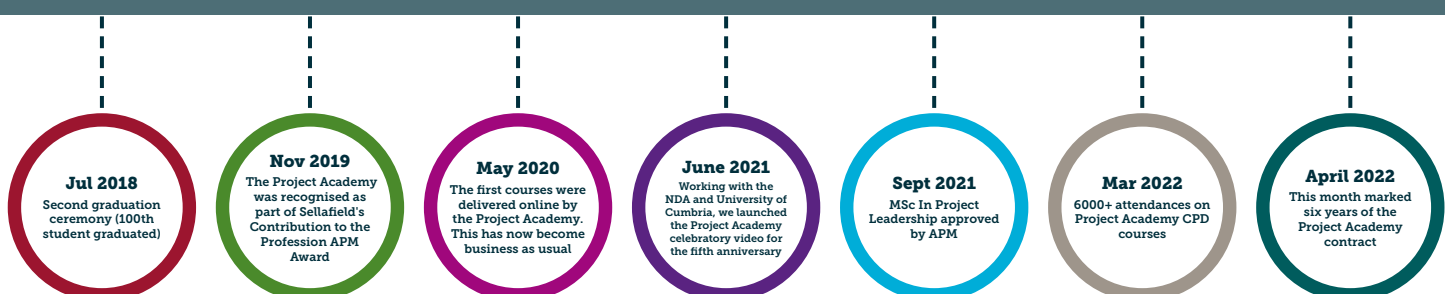 Jul 2018
Second graduation
ceremony (100th
student graduated)
Nov 2019
The Project Academy
was recognised as
part of Sellafield's
Contribution to the
Profession APM
Award
May 2020
The first courses were
delivered online by
the Project Academy.
This has now become
business as usual
June 2021
Working with the
NDA and University of
Cumbria, we launched
the Project Academy
celebratory video for
the fifth anniversary
Sept 2021
MSc In Project
Leadership approved
by APM
Mar 2022
6000+ attendances on
Project Academy CPD
courses
April 2022
This month marked
six years of the
Project Academy
contract